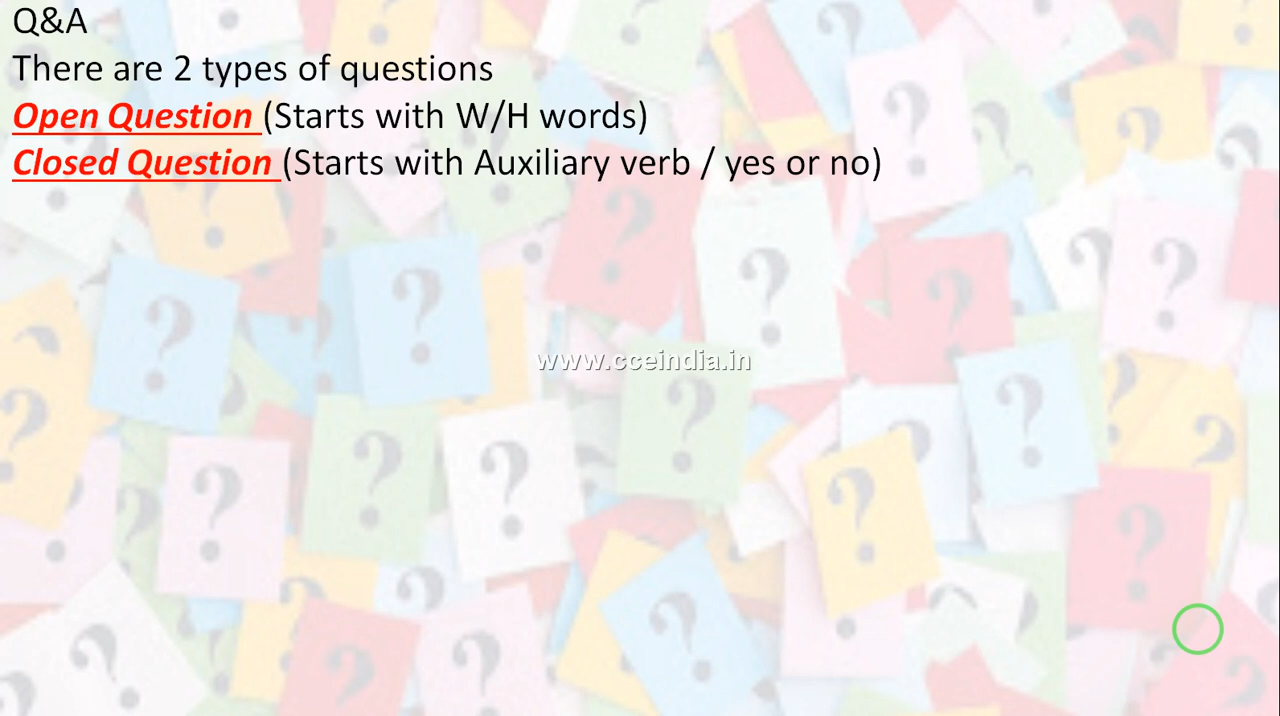 Q&A
There are 2 types of questions
Open Question (Starts with W/H words)
Closed Question (Starts with Auxiliary verb / yes or no)
www.cceindia.in